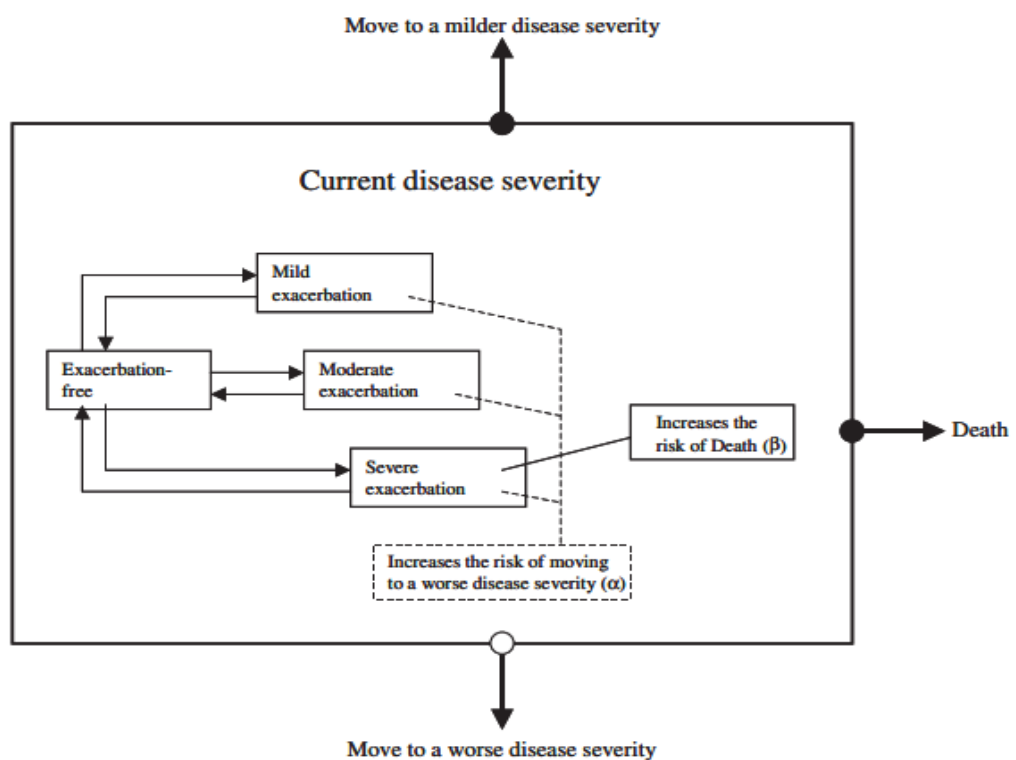 Move to a milder disease severity
Current disease severity
Mild
exacerbation
Exacerbation-
free
Moderate
exacerbation
Increases the
risk of Death (β)
Death
Severe
exacerbation
Increases the risk of moving
to a worse disease severity (α)
Move to a worse disease severity